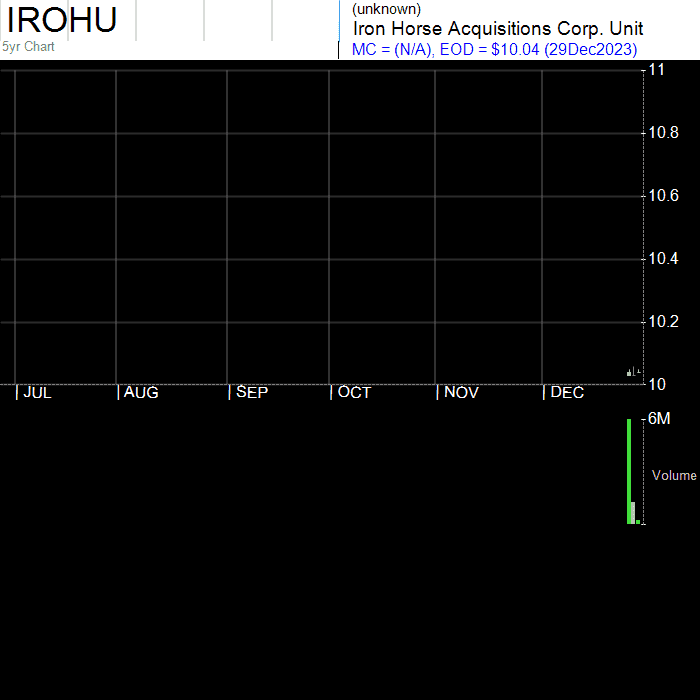 IROHU
5yr Chart
(unknown)
Iron Horse Acquisitions Corp. Unit
MC = (N/A), EOD = $10.04 (29Dec2023)
11
10.8
10.6
10.4
10.2
10
| JUL | AUG | SEP | OCT | NOV | DEC
6M
Volume